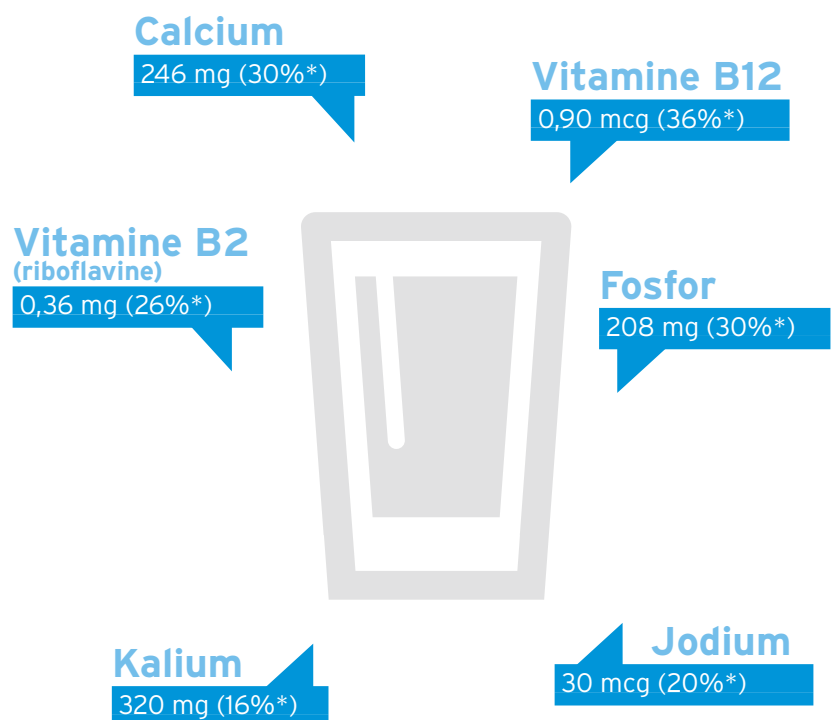 Calcium
246 mg (30%*)
Vitamine B12
0,90 mcg (36%*)
Vitamine B2
(riboflavine)
0,36 mg (26%*)
Fosfor
208 mg (30%*)
Jodium
30 mcg (20%*)
Kalium
320 mg (16%*)